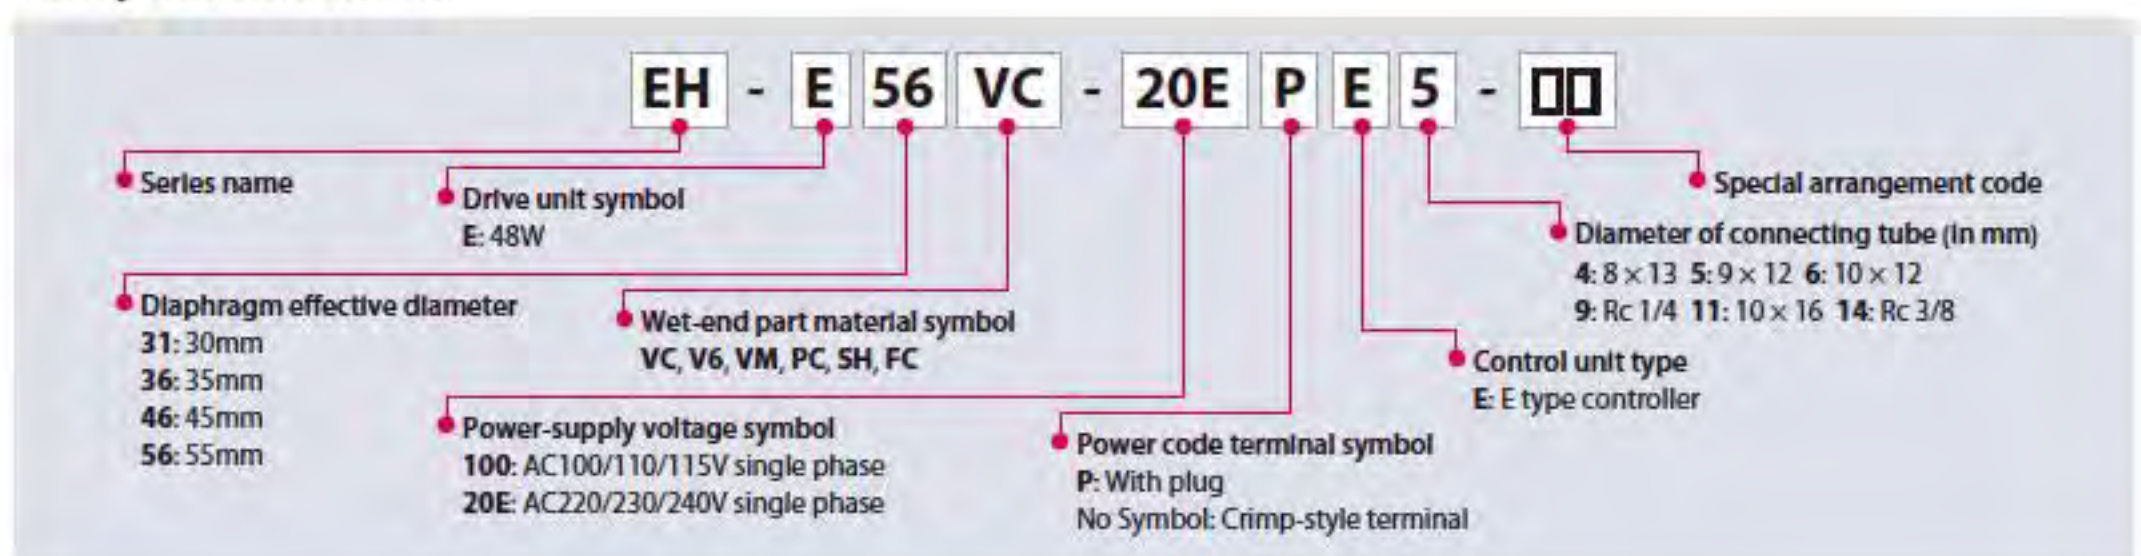 EH - E 56 VC - 20E P E 5 - □□
Series name
Drive unit symbol
E: 48W
Diaphragm effective diameter
31: 30mm
36: 35mm
46: 45mm
56: 55mm
Wet-end part material symbol
VC, V6, VM, PC, SH, FC
Power-supply voltage symbol
100: AC100/110/115V single phase
20E: AC220/230/240V single phase
Power code terminal symbol
P: With plug
No Symbol: Crimp-style terminal
Control unit type
E: E type controller
Diameter of connecting tube (in mm)
4: 8 × 13 5: 9 × 12 6: 10 × 12
9: Rc 1/4 11: 10 × 16 14: Rc 3/8
Special arrangement code